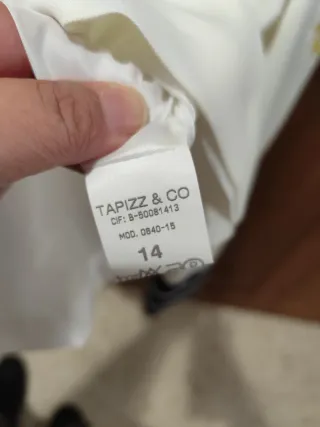 TAPIZZ & CO
CIF: B-50081413
MOD. 0840-15
14